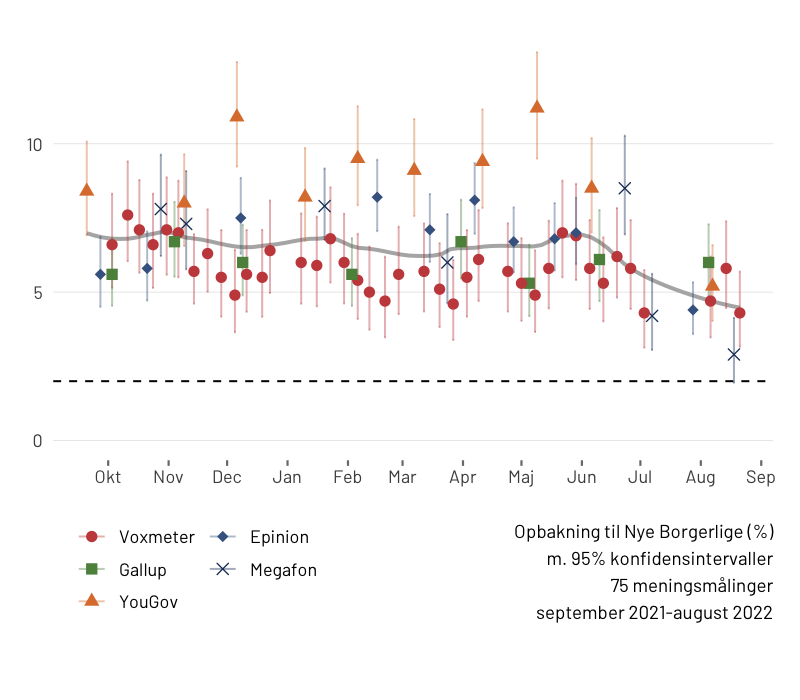 10
5
0
Okt Nov Dec Jan Feb Mar Apr Maj Jun Jul Aug Sep
Voxmeter Epinion
Gallup Megafon
YouGov
Opbakning til Nye Borgerlige (%)
m. 95% konfidensintervaller
75 meningsmålinger
september 2021-august 2022